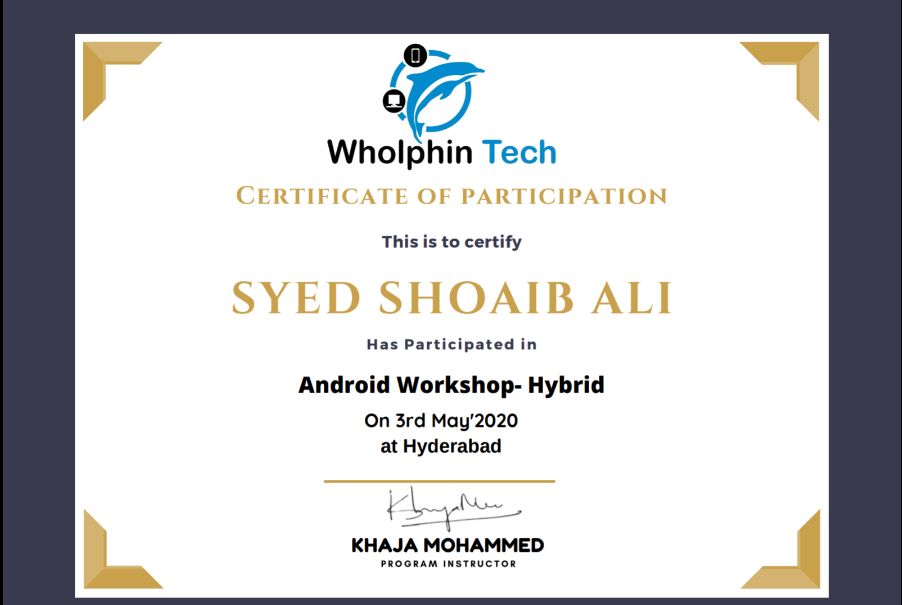 Wholphin Tech
CERTIFICATE OF PARTICIPATION
This is to certify
SYED SHOAIB ALI
Has Participated in
Android Workshop- Hybrid
On 3rd May'2020
at Hyderabad
KHAJA MOHAMMED
PROGRAM INSTRUCTOR